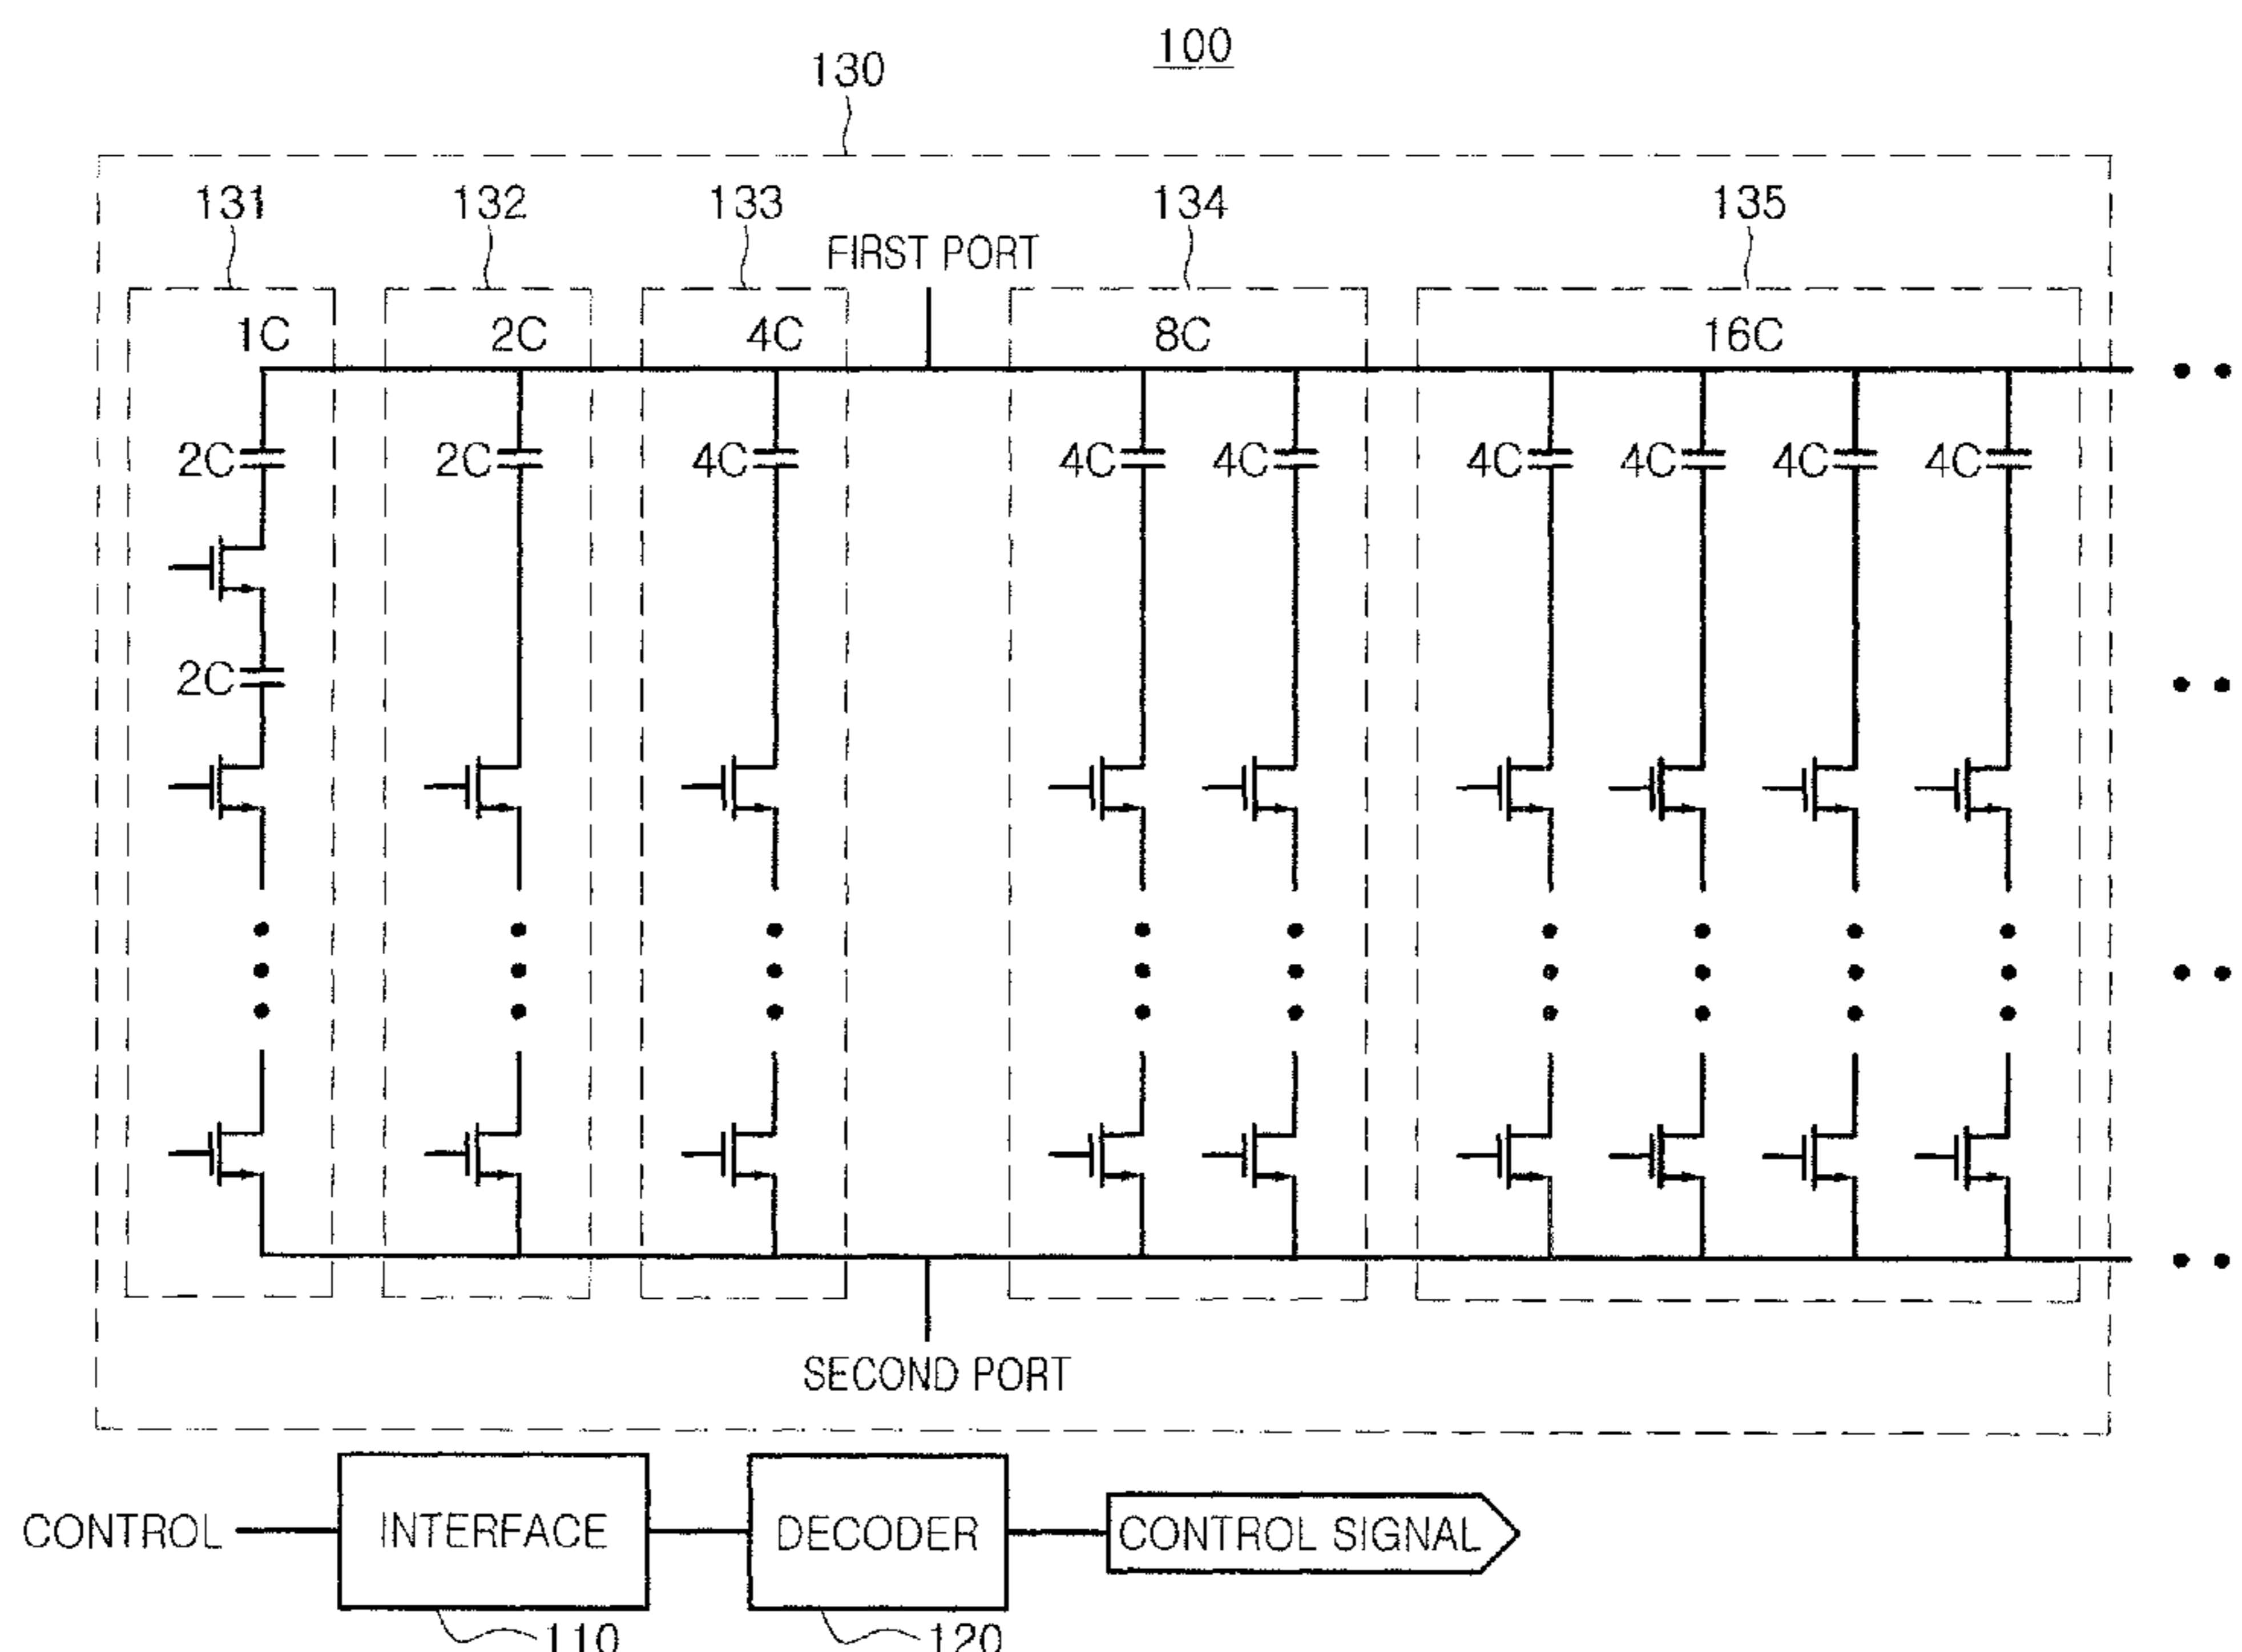 100
130
131 132 133 134 135
FIRST PORT
1C 2C 4C 8C 16C
2C 2C 4C 4C 4C 4C 4C 4C 4C
2C
SECOND PORT
CONTROL INTERFACE DECODER CONTROL SIGNAL
110 120